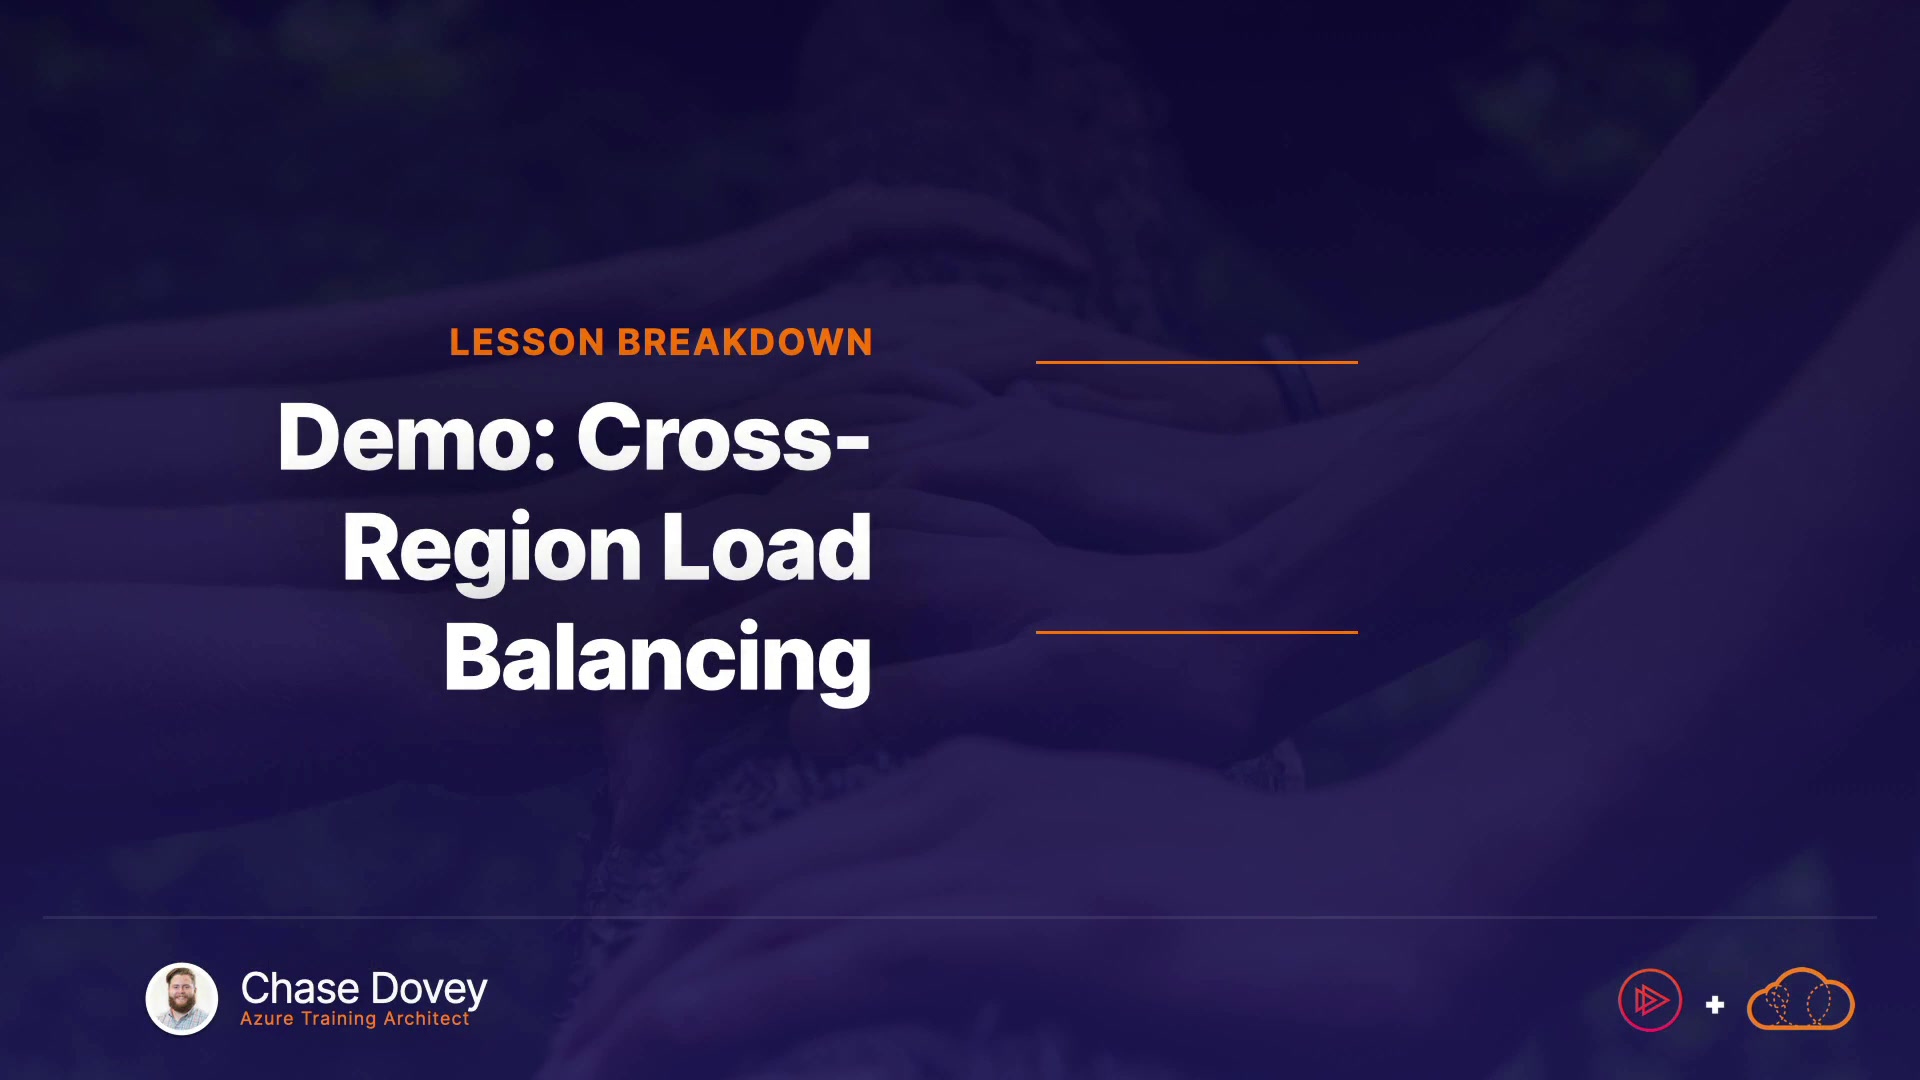 LESSON BREAKDOWN
Demo: Cross-
Region Load
Balancing
Chase Dovey
Azure Training Architect